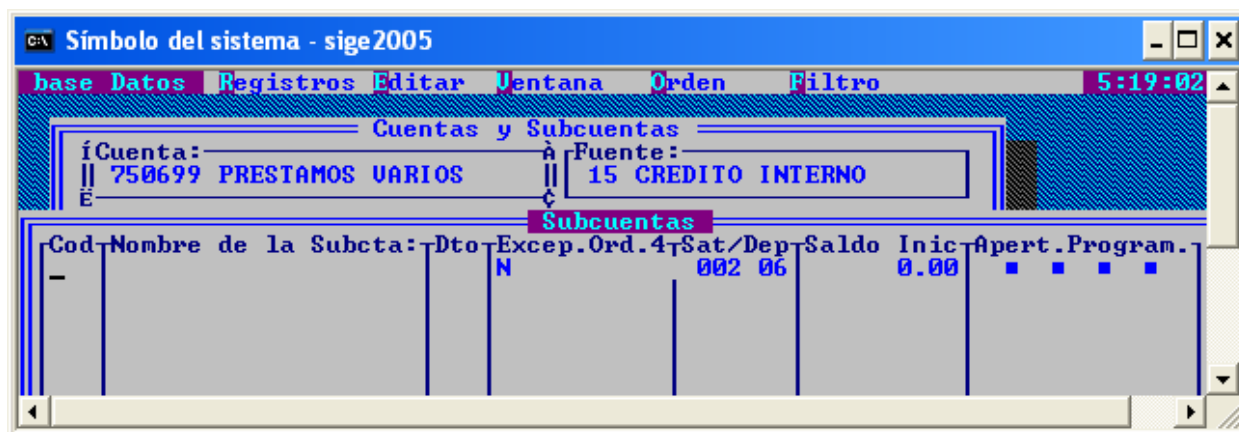 Símbolo del sistema - sige2005
base Datos Registros Editar Ventana Orden Filtro 5:19:02
Cuentas y Subcuentas
íCuenta: À Fuente:
750699 PRESTAMOS VARIOS 15 CREDITO INTERNO
Subcuentas
Cod Nombre de la Subcta: Dto Excep.Ord.4 Sat/Dep Saldo Inic Apert.Program.
N 002 06 0.00